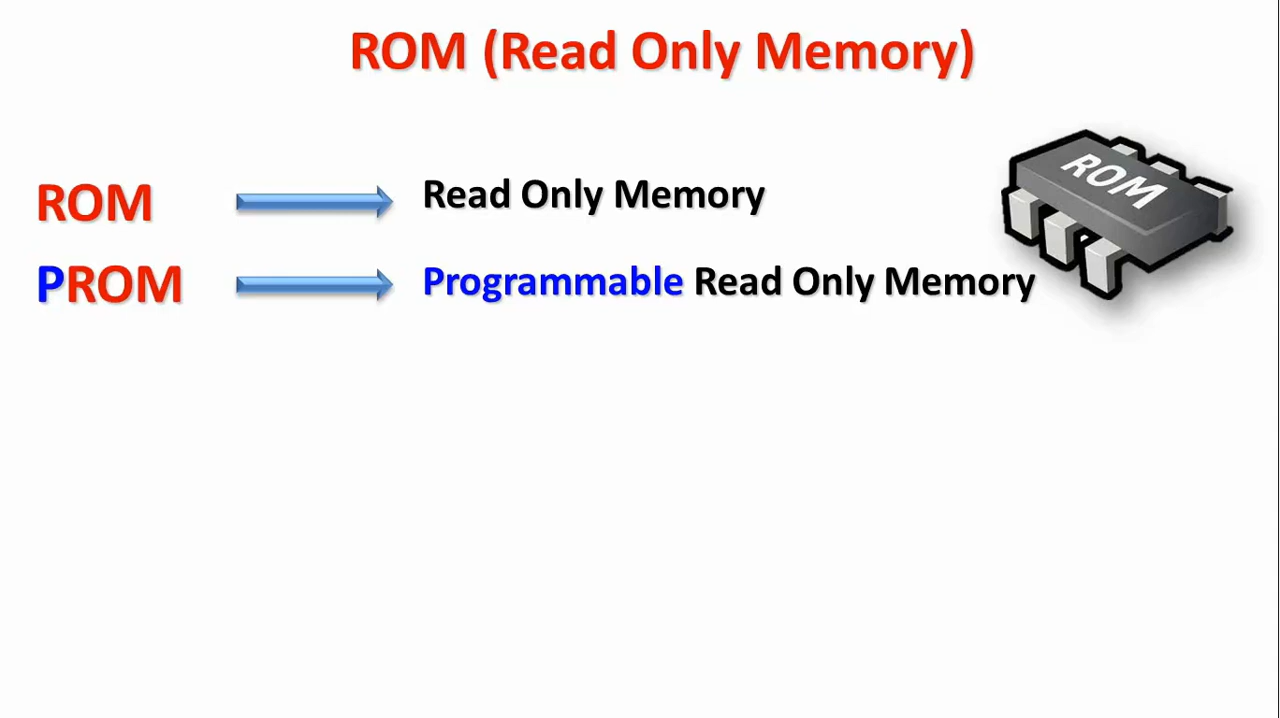 ROM (Read Only Memory)
ROM
Read Only Memory
ROM
PROM
Programmable Read Only Memory